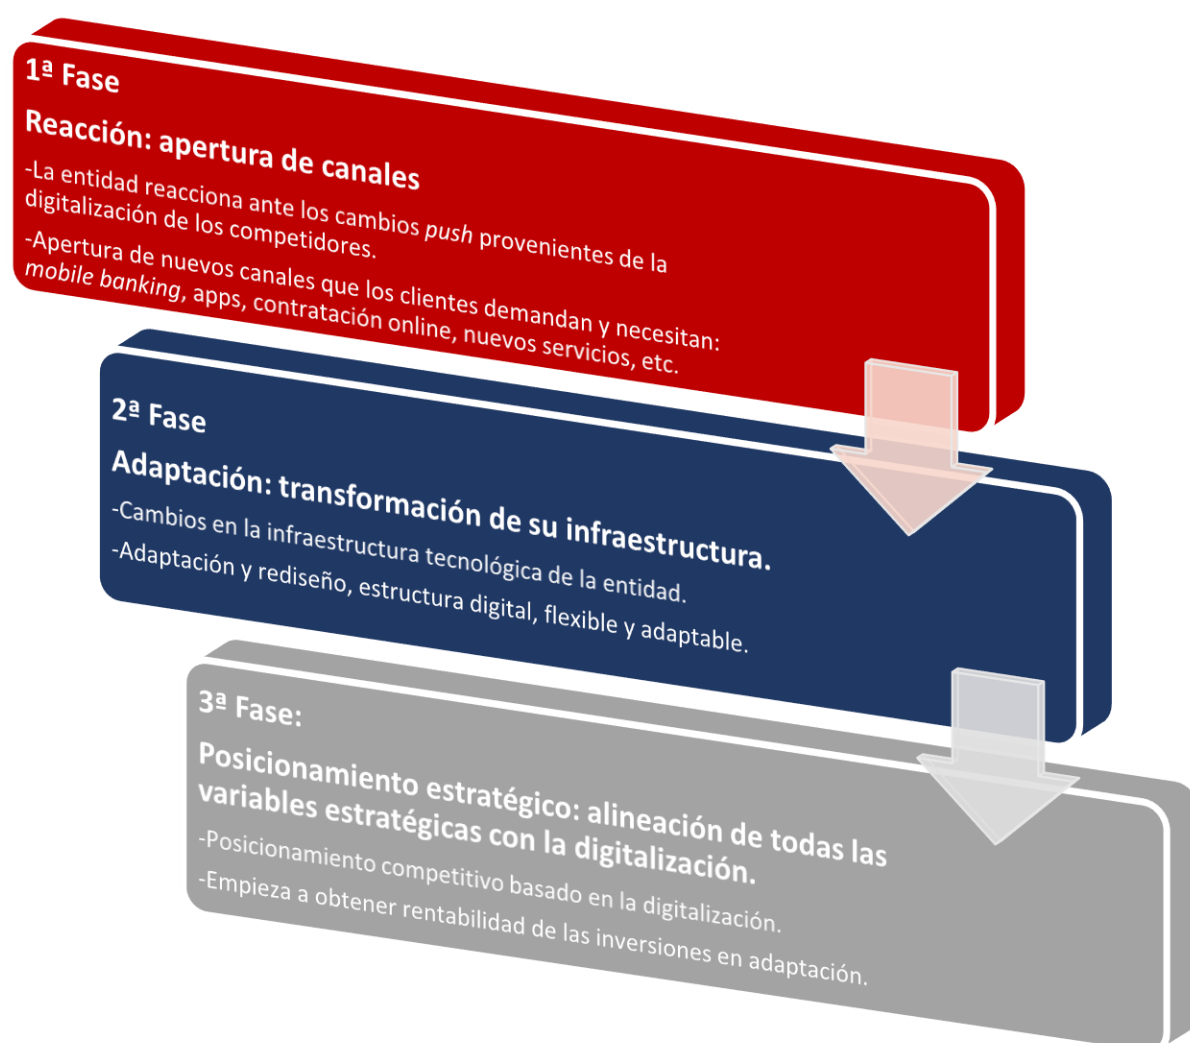 1ª Fase
Reacción: apertura de canales
-La entidad reacciona ante los cambios push provenientes de la
digitalización de los competidores.
-Apertura de nuevos canales que los clientes demandan y necesitan:
mobile banking, apps, contratación online, nuevos servicios, etc.
2ª Fase
Adaptación: transformación de su infraestructura.
-Cambios en la infraestructura tecnológica de la entidad.
-Adaptación y rediseño, estructura digital, flexible y adaptable.
3ª Fase:
Posicionamiento estratégico: alineación de todas las
variables estratégicas con la digitalización.
-Posicionamiento competitivo basado en la digitalización.
-Empieza a obtener rentabilidad de las inversiones en adaptación.